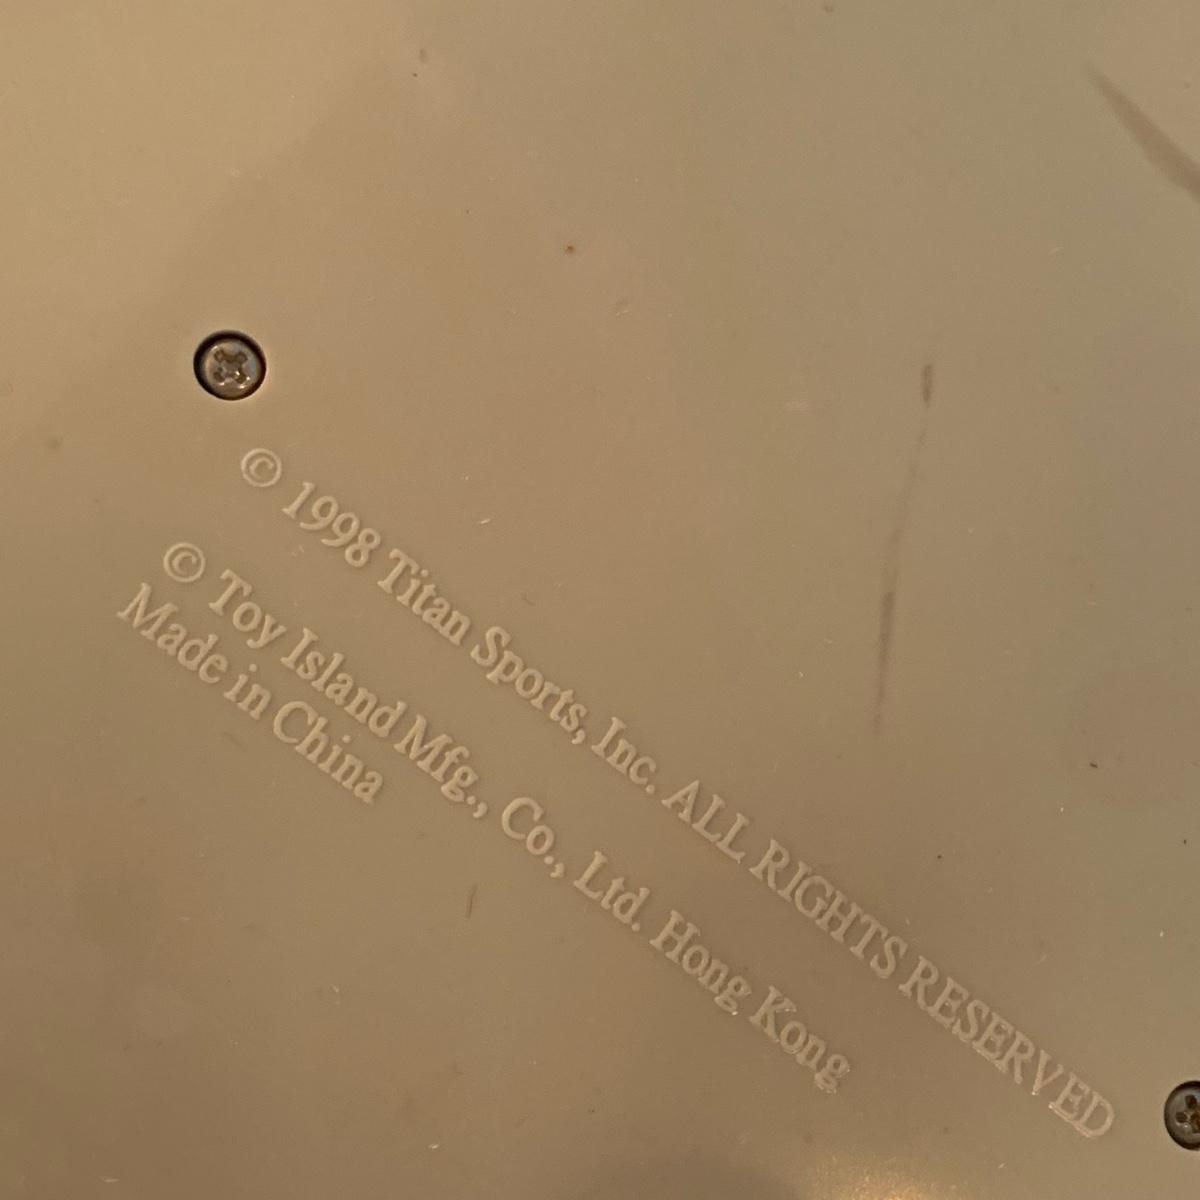 © 1998 Titan Sports, Inc. ALL RIGHTS RESERVED
© Toy Island Mfg., Co., Ltd. Hong Kong
Made in China